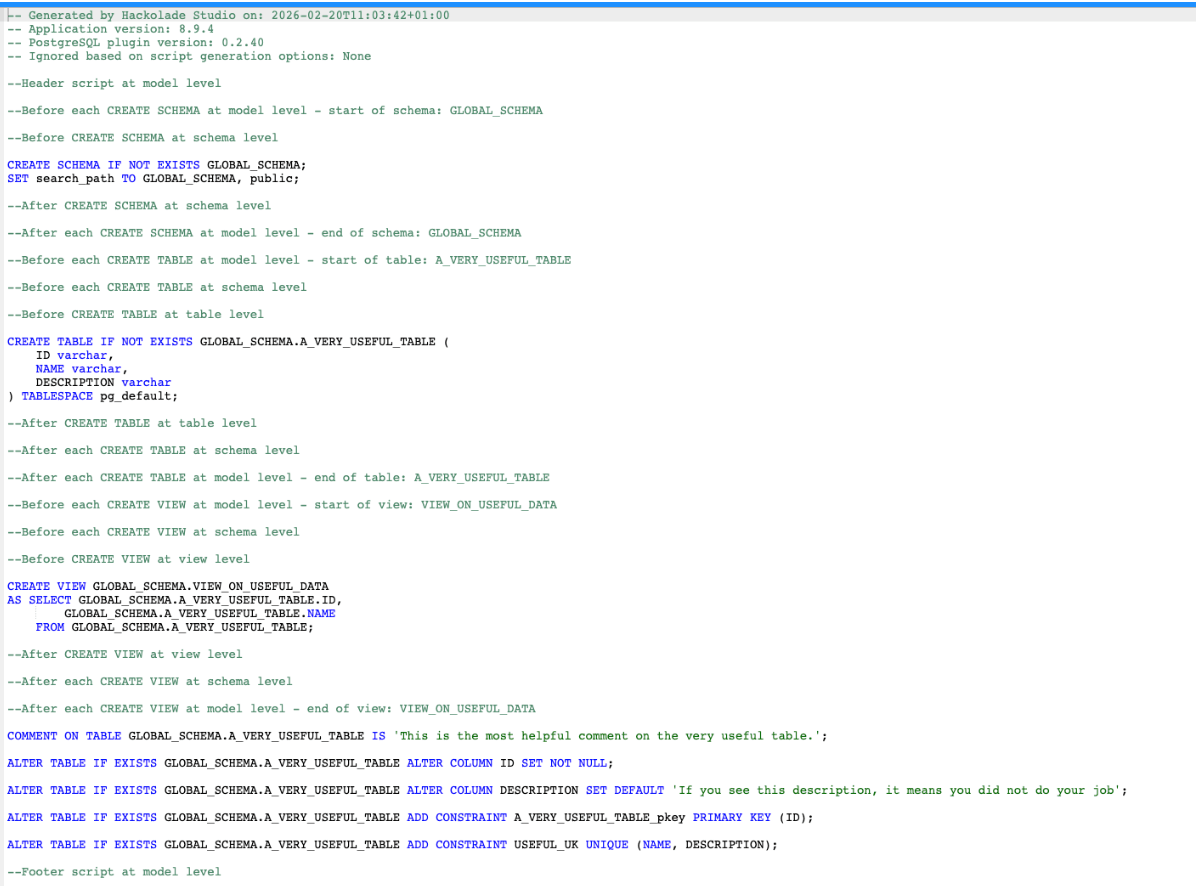 -- Generated by Hackolade Studio on: 2026-02-20T11:03:42+01:00
-- Application version: 8.9.4
-- PostgreSQL plugin version: 0.2.40
-- Ignored based on script generation options: None
--Header script at model level
--Before each CREATE SCHEMA at model level - start of schema: GLOBAL_SCHEMA
--Before CREATE SCHEMA at schema level
CREATE SCHEMA IF NOT EXISTS GLOBAL_SCHEMA;
SET search_path TO GLOBAL_SCHEMA, public;
--After CREATE SCHEMA at schema level
--After each CREATE SCHEMA at model level - end of schema: GLOBAL_SCHEMA
--Before each CREATE TABLE at model level - start of table: A_VERY_USEFUL_TABLE
--Before each CREATE TABLE at schema level
--Before CREATE TABLE at table level
CREATE TABLE IF NOT EXISTS GLOBAL_SCHEMA.A_VERY_USEFUL_TABLE (
    ID varchar,
    NAME varchar,
    DESCRIPTION varchar
) TABLESPACE pg_default;
--After CREATE TABLE at table level
--After each CREATE TABLE at schema level
--After each CREATE TABLE at model level - end of table: A_VERY_USEFUL_TABLE
--Before each CREATE VIEW at model level - start of view: VIEW_ON_USEFUL_DATA
--Before each CREATE VIEW at schema level
--Before CREATE VIEW at view level
CREATE VIEW GLOBAL_SCHEMA.VIEW_ON_USEFUL_DATA
AS SELECT GLOBAL_SCHEMA.A_VERY_USEFUL_TABLE.ID,
        GLOBAL_SCHEMA.A_VERY_USEFUL_TABLE.NAME
    FROM GLOBAL_SCHEMA.A_VERY_USEFUL_TABLE;
--After CREATE VIEW at view level
--After each CREATE VIEW at schema level
--After each CREATE VIEW at model level - end of view: VIEW_ON_USEFUL_DATA
COMMENT ON TABLE GLOBAL_SCHEMA.A_VERY_USEFUL_TABLE IS 'This is the most helpful comment on the very useful table.';
ALTER TABLE IF EXISTS GLOBAL_SCHEMA.A_VERY_USEFUL_TABLE ALTER COLUMN ID SET NOT NULL;
ALTER TABLE IF EXISTS GLOBAL_SCHEMA.A_VERY_USEFUL_TABLE ALTER COLUMN DESCRIPTION SET DEFAULT 'If you see this description, it means you did not do your job';
ALTER TABLE IF EXISTS GLOBAL_SCHEMA.A_VERY_USEFUL_TABLE ADD CONSTRAINT A_VERY_USEFUL_TABLE_pkey PRIMARY KEY (ID);
ALTER TABLE IF EXISTS GLOBAL_SCHEMA.A_VERY_USEFUL_TABLE ADD CONSTRAINT USEFUL_UK UNIQUE (NAME, DESCRIPTION);
--Footer script at model level